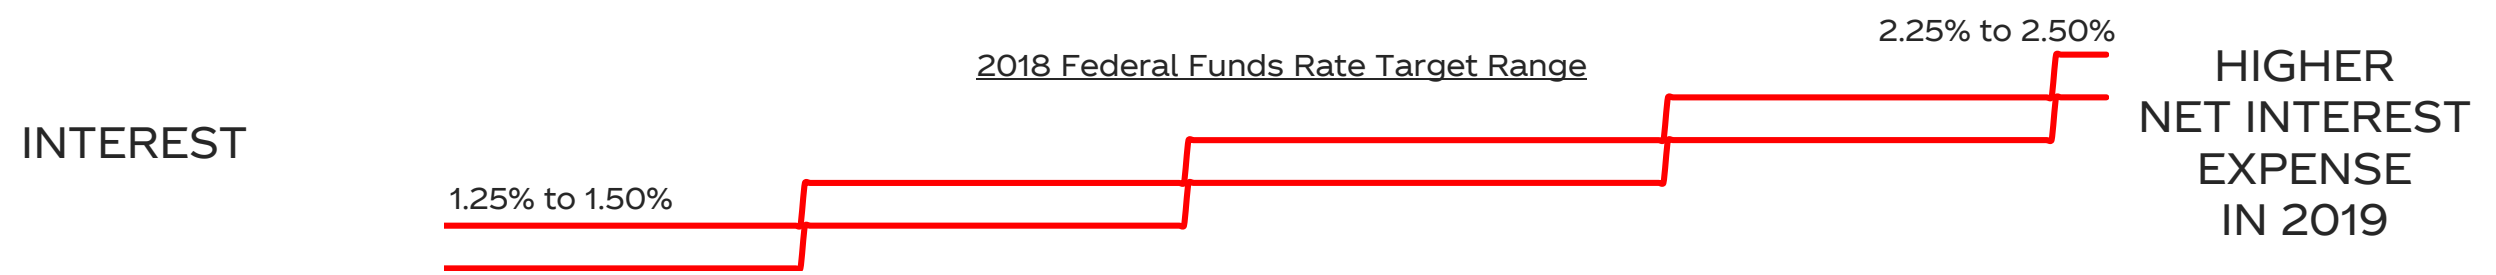 INTEREST
1.25% to 1.50%
2018 Federal Funds Rate Target Range
2.25% to 2.50%
HIGHER
NET INTEREST
EXPENSE
IN 2019